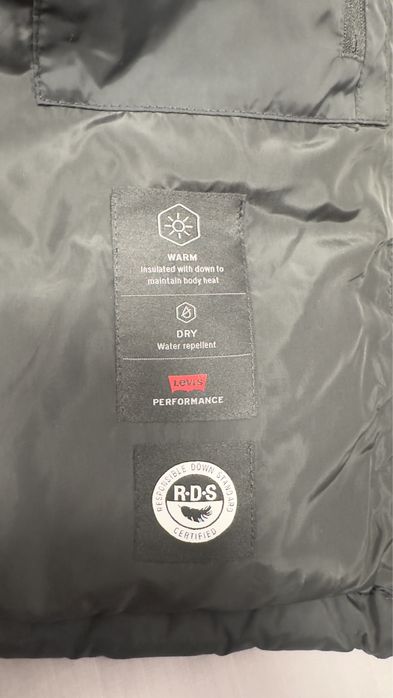 WARM
Insulated with down to
maintain body heat
DRY
Water repellent
Levi's
PERFORMANCE
RESPONSIBLE DOWN STANDARD
R·D·S
CERTIFIED